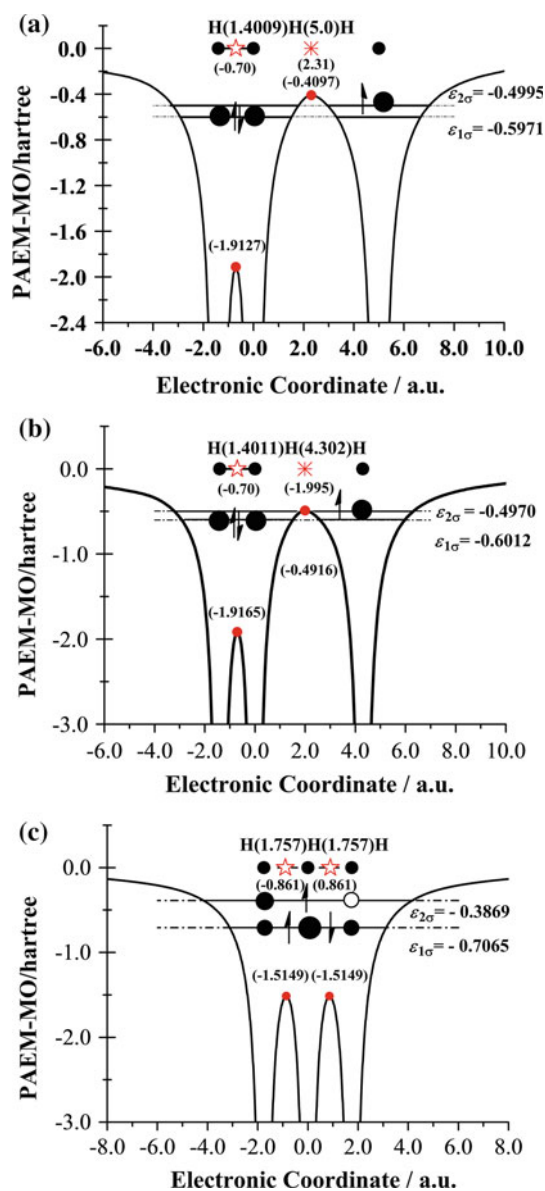 (a)
H(1.4009)H(5.0)H
0.0
(-0.70) (2.31)
(-0.4097)
-0.4
ε2σ= -0.4995
ε1σ= -0.5971
-0.8
-1.2
-1.6
(-1.9127)
-2.0
-2.4
PAEM-MO/hartree
-6.0 -4.0 -2.0 0.0 2.0 4.0 6.0 8.0 10.0
Electronic Coordinate / a.u.
(b)
H(1.4011)H(4.302)H
0.0
(-0.70) (-1.995)
-0.5
ε2σ= -0.4970
ε1σ= -0.6012
(-0.4916)
-1.0
-1.5
(-1.9165)
-2.0
-2.5
-3.0
PAEM-MO/hartree
-6.0 -4.0 -2.0 0.0 2.0 4.0 6.0 8.0 10.0
Electronic Coordinate / a.u.
(c)
H(1.757)H(1.757)H
0.0
(-0.861) (0.861)
ε2σ= - 0.3869
ε1σ= - 0.7065
-1.0
(-1.5149) (-1.5149)
-2.0
-3.0
PAEM-MO/hartree
-8.0 -6.0 -4.0 -2.0 0.0 2.0 4.0 6.0 8.0
Electronic Coordinate / a.u.